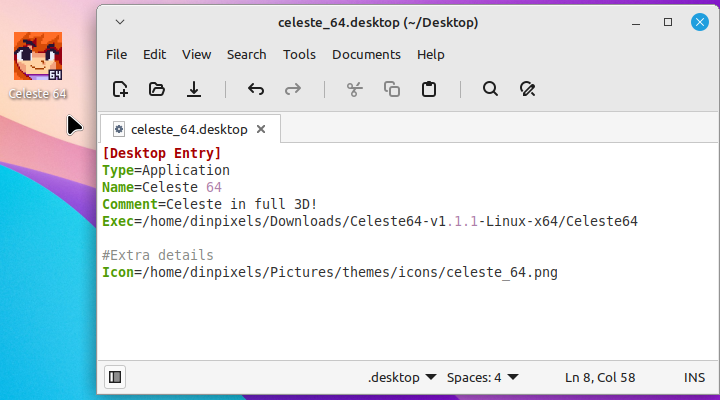 celeste_64.desktop (~/Desktop)
File Edit View Search Tools Documents Help
celeste_64.desktop
64
Celeste 64
[Desktop Entry]
Type=Application
Name=Celeste 64
Comment=Celeste in full 3D!
Exec=/home/dinpixels/Downloads/Celeste64-v1.1.1-Linux-x64/Celeste64
#Extra details
Icon=/home/dinpixels/Pictures/themes/icons/celeste_64.png
.desktop Spaces: 4 Ln 8, Col 58 INS